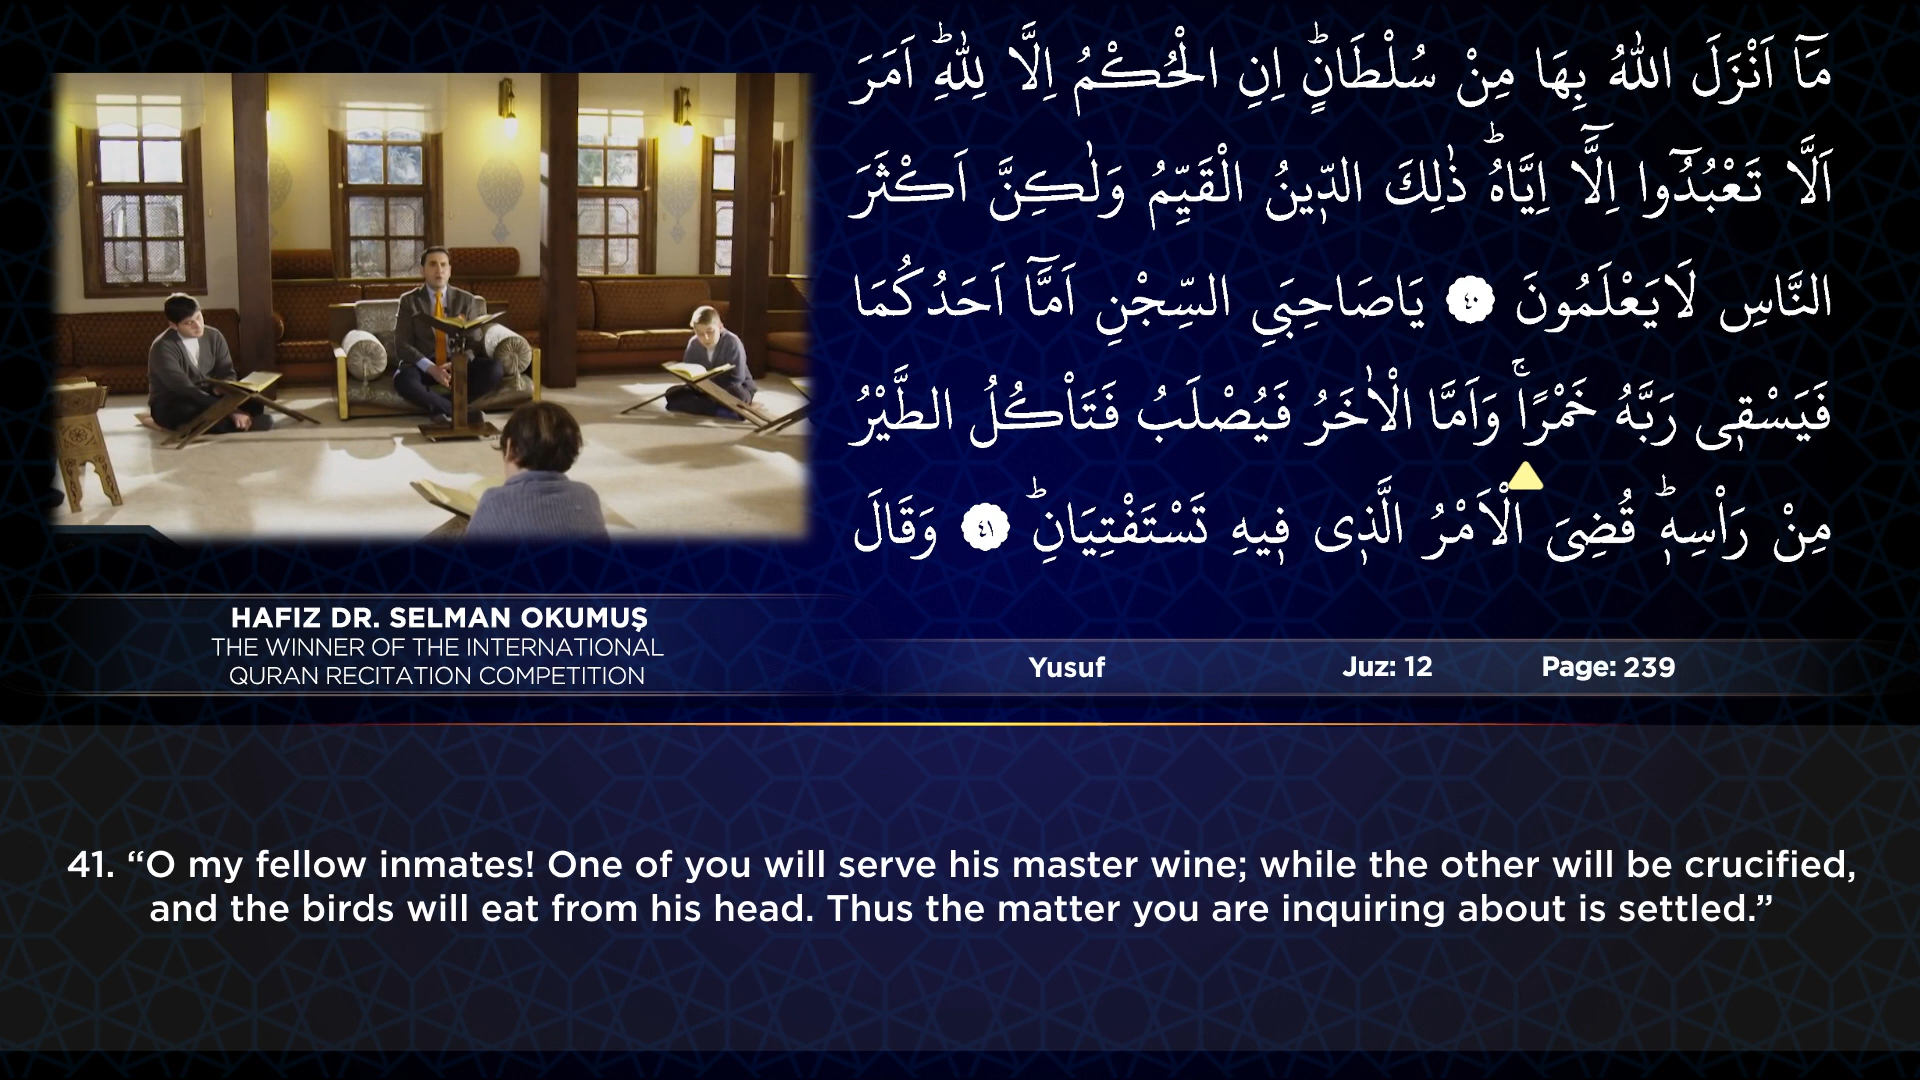 مَٓا اَنْزَلَ اللّٰهُ بِهَا مِنْ سُلْطَانٍۜ اِنِ الْحُكْمُ اِلَّا لِلّٰهِۜ اَمَرَ
اَلَّا تَعْبُدُٓوا اِلَّٓا اِيَّاهُۜ ذٰلِكَ الدّ۪ينُ الْقَيِّمُ وَلٰكِنَّ اَكْثَرَ
النَّاسِ لَا يَعْلَمُونَ ﴿٤٠﴾ يَاصَاحِبَيِ السِّجْنِ اَمَّٓا اَحَدُكُمَا
فَيَسْق۪ى رَبَّهُ خَمْرًاۚ وَاَمَّا الْاٰخَرُ فَيُصْلَبُ فَتَأْكُلُ الطَّيْرُ
مِنْ رَأْسِه۪ۜ قُضِيَ الْاَمْرُ الَّذ۪ى ف۪يهِ تَسْتَفْتِيَانِۜ ﴿٤١﴾ وَقَالَ
HAFIZ DR. SELMAN OKUMUŞ
THE WINNER OF THE INTERNATIONAL
QURAN RECITATION COMPETITION
Yusuf Juz: 12 Page: 239
41. “O my fellow inmates! One of you will serve his master wine; while the other will be crucified,
and the birds will eat from his head. Thus the matter you are inquiring about is settled.”